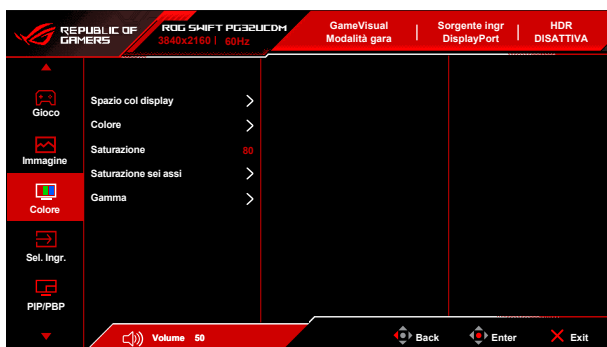 REPUBLIC OF
GAMERS
ROG SWIFT PG32UCDM
3840x2160 | 60Hz
GameVisual
Modalità gara
Sorgente ingr
DisplayPort
HDR
DISATTIVA
Gioco
Immagine
Colore
Sel. Ingr.
PIP/PBP
Spazio col display
Colore
Saturazione 80
Saturazione sei assi
Gamma
Volume 50
Back
Enter
Exit